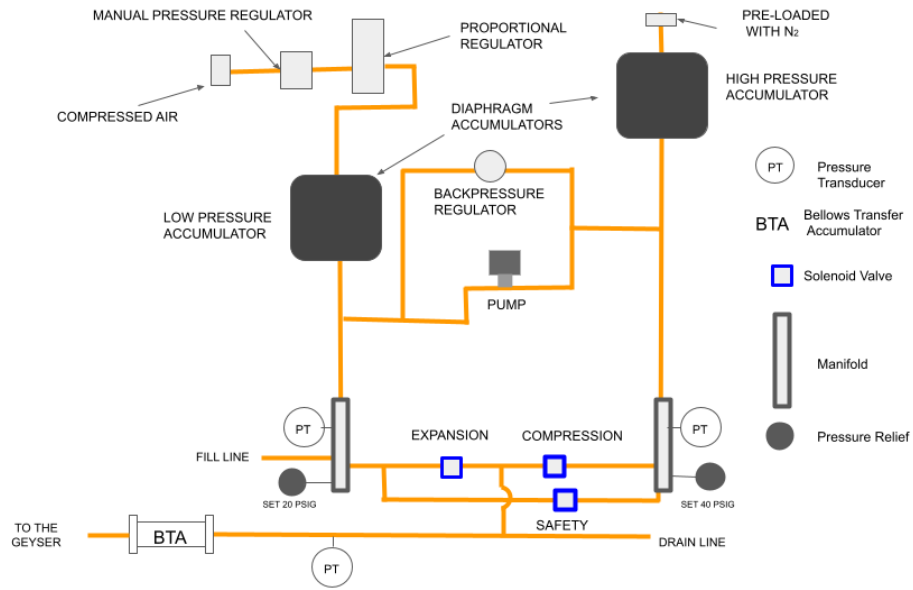 MANUAL PRESSURE REGULATOR
PROPORTIONAL
REGULATOR
PRE-LOADED
WITH N₂
COMPRESSED AIR
DIAPHRAGM
ACCUMULATORS
HIGH PRESSURE
ACCUMULATOR
LOW PRESSURE
ACCUMULATOR
BACKPRESSURE
REGULATOR
PUMP
PT
Pressure
Transducer
BTA
Bellows Transfer
Accumulator
Solenoid Valve
Manifold
Pressure Relief
PT
EXPANSION
COMPRESSION
PT
FILL LINE
SET 20 PSIG
SET 40 PSIG
SAFETY
TO THE
GEYSER
BTA
DRAIN LINE
PT